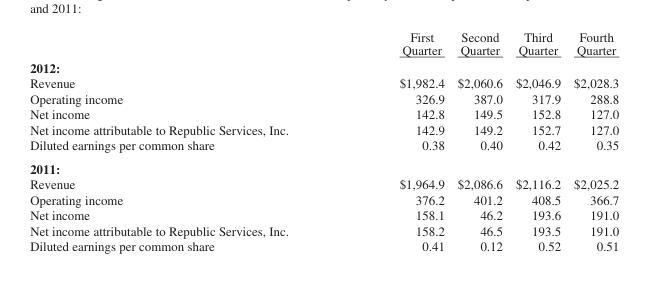 and 2011:
First Second Third Fourth
Quarter Quarter Quarter Quarter
2012:
Revenue $1,982.4 $2,060.6 $2,046.9 $2,028.3
Operating income 326.9 387.0 317.9 288.8
Net income 142.8 149.5 152.8 127.0
Net income attributable to Republic Services, Inc. 142.9 149.2 152.7 127.0
Diluted earnings per common share 0.38 0.40 0.42 0.35
2011:
Revenue $1,964.9 $2,086.6 $2,116.2 $2,025.2
Operating income 376.2 401.2 408.5 366.7
Net income 158.1 46.2 193.6 191.0
Net income attributable to Republic Services, Inc. 158.2 46.5 193.5 191.0
Diluted earnings per common share 0.41 0.12 0.52 0.51